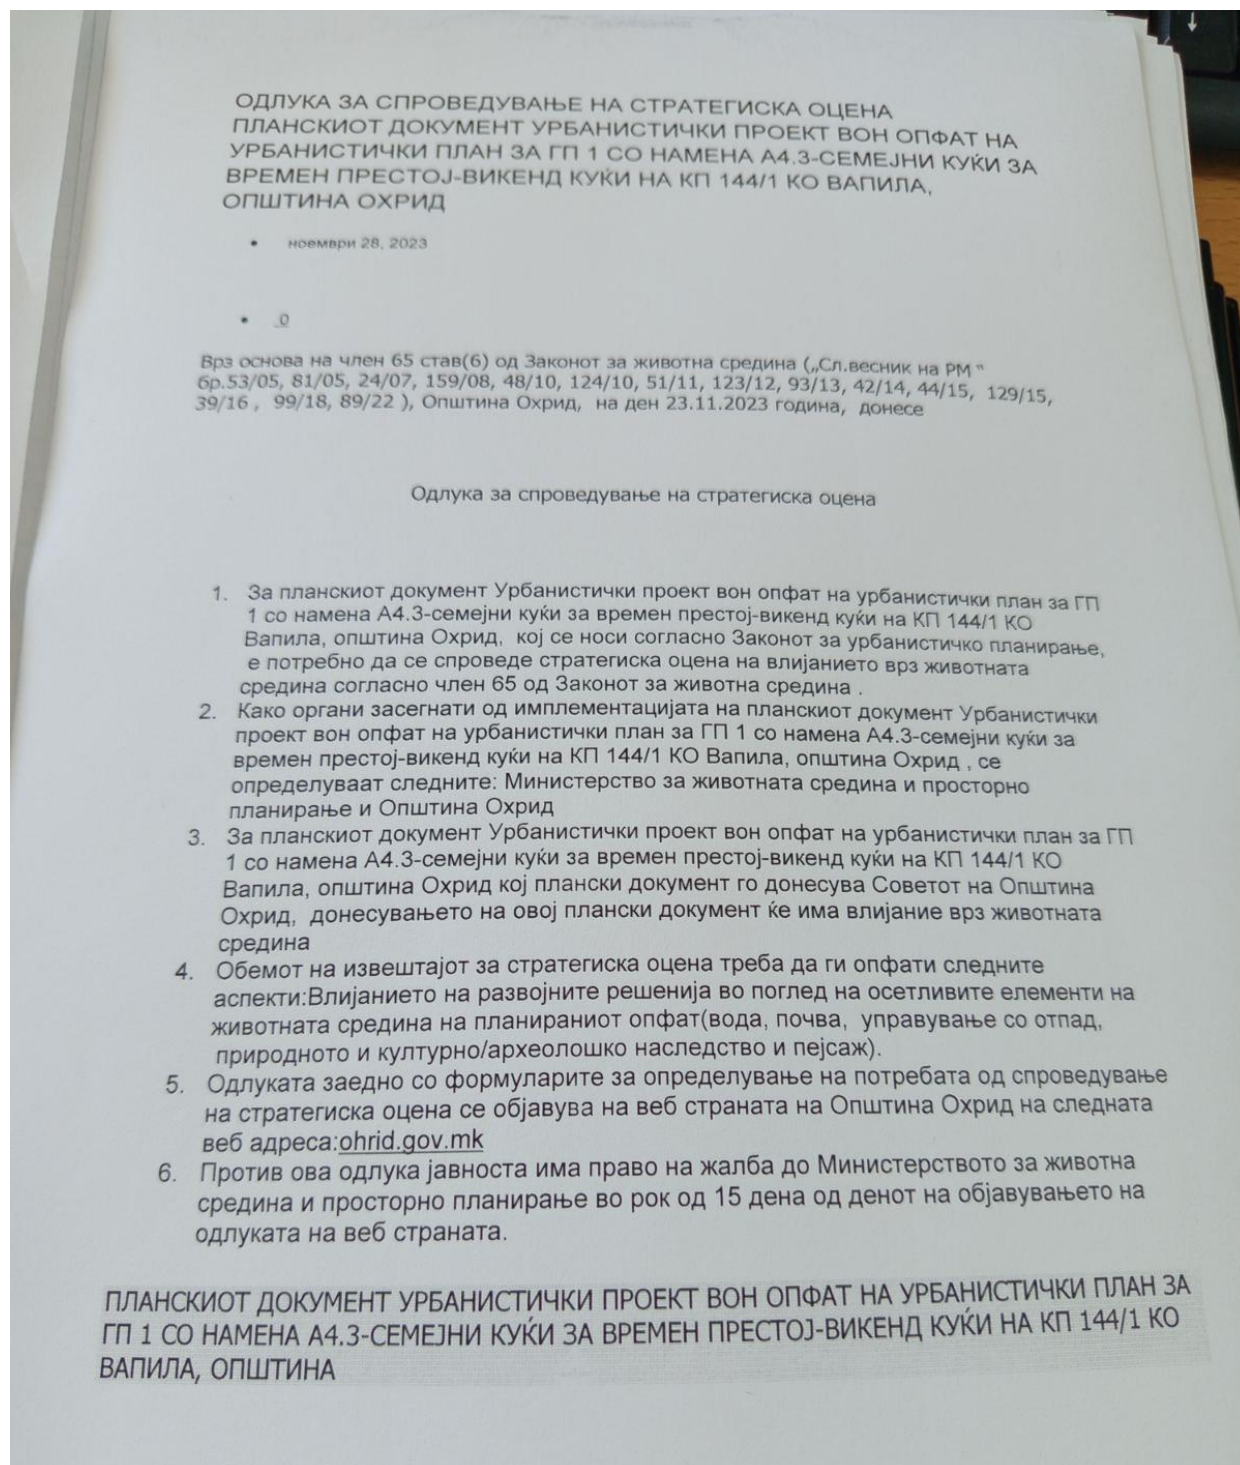 ОДЛУКА ЗА СПРОВЕДУВАЊЕ НА СТРАТЕГИСКА ОЦЕНА
ПЛАНСКИОТ ДОКУМЕНТ УРБАНИСТИЧКИ ПРОЕКТ ВОН ОПФАТ НА
УРБАНИСТИЧКИ ПЛАН ЗА ГП 1 СО НАМЕНА А4.3-СЕМЕЈНИ КУЌИ ЗА
ВРЕМЕН ПРЕСТОЈ-ВИКЕНД КУЌИ НА КП 144/1 КО ВАПИЛА,
ОПШТИНА ОХРИД
• ноември 28, 2023
• 0
Врз основа на член 65 став(6) од Законот за животна средина („Сл.весник на РМ “
бр.53/05, 81/05, 24/07, 159/08, 48/10, 124/10, 51/11, 123/12, 93/13, 42/14, 44/15, 129/15,
39/16 , 99/18, 89/22 ), Општина Охрид, на ден 23.11.2023 година, донесе
Одлука за спроведување на стратегиска оцена
1. За планскиот документ Урбанистички проект вон опфат на урбанистички план за ГП
1 со намена А4.3-семејни куќи за времен престој-викенд куќи на КП 144/1 КО
Вапила, општина Охрид, кој се носи согласно Законот за урбанистичко планирање,
е потребно да се спроведе стратегиска оцена на влијанието врз животната
средина согласно член 65 од Законот за животна средина .
2. Како органи засегнати од имплементацијата на планскиот документ Урбанистички
проект вон опфат на урбанистички план за ГП 1 со намена А4.3-семејни куќи за
времен престој-викенд куќи на КП 144/1 КО Вапила, општина Охрид , се
определуваат следните: Министерство за животната средина и просторно
планирање и Општина Охрид
3. За планскиот документ Урбанистички проект вон опфат на урбанистички план за ГП
1 со намена А4.3-семејни куќи за времен престој-викенд куќи на КП 144/1 КО
Вапила, општина Охрид кој плански документ го донесува Советот на Општина
Охрид, донесувањето на овој плански документ ќе има влијание врз животната
средина
4. Обемот на извештајот за стратегиска оцена треба да ги опфати следните
аспекти:Влијанието на развојните решенија во поглед на осетливите елементи на
животната средина на планираниот опфат(вода, почва, управување со отпад,
природното и културно/археолошко наследство и пејсаж).
5. Одлуката заедно со формуларите за определување на потребата од спроведување
на стратегиска оцена се објавува на веб страната на Општина Охрид на следната
веб адреса:ohrid.gov.mk
6. Против ова одлука јавноста има право на жалба до Министерството за животна
средина и просторно планирање во рок од 15 дена од денот на објавувањето на
одлуката на веб страната.
ПЛАНСКИОТ ДОКУМЕНТ УРБАНИСТИЧКИ ПРОЕКТ ВОН ОПФАТ НА УРБАНИСТИЧКИ ПЛАН ЗА
ГП 1 СО НАМЕНА А4.3-СЕМЕЈНИ КУЌИ ЗА ВРЕМЕН ПРЕСТОЈ-ВИКЕНД КУЌИ НА КП 144/1 КО
ВАПИЛА, ОПШТИНА